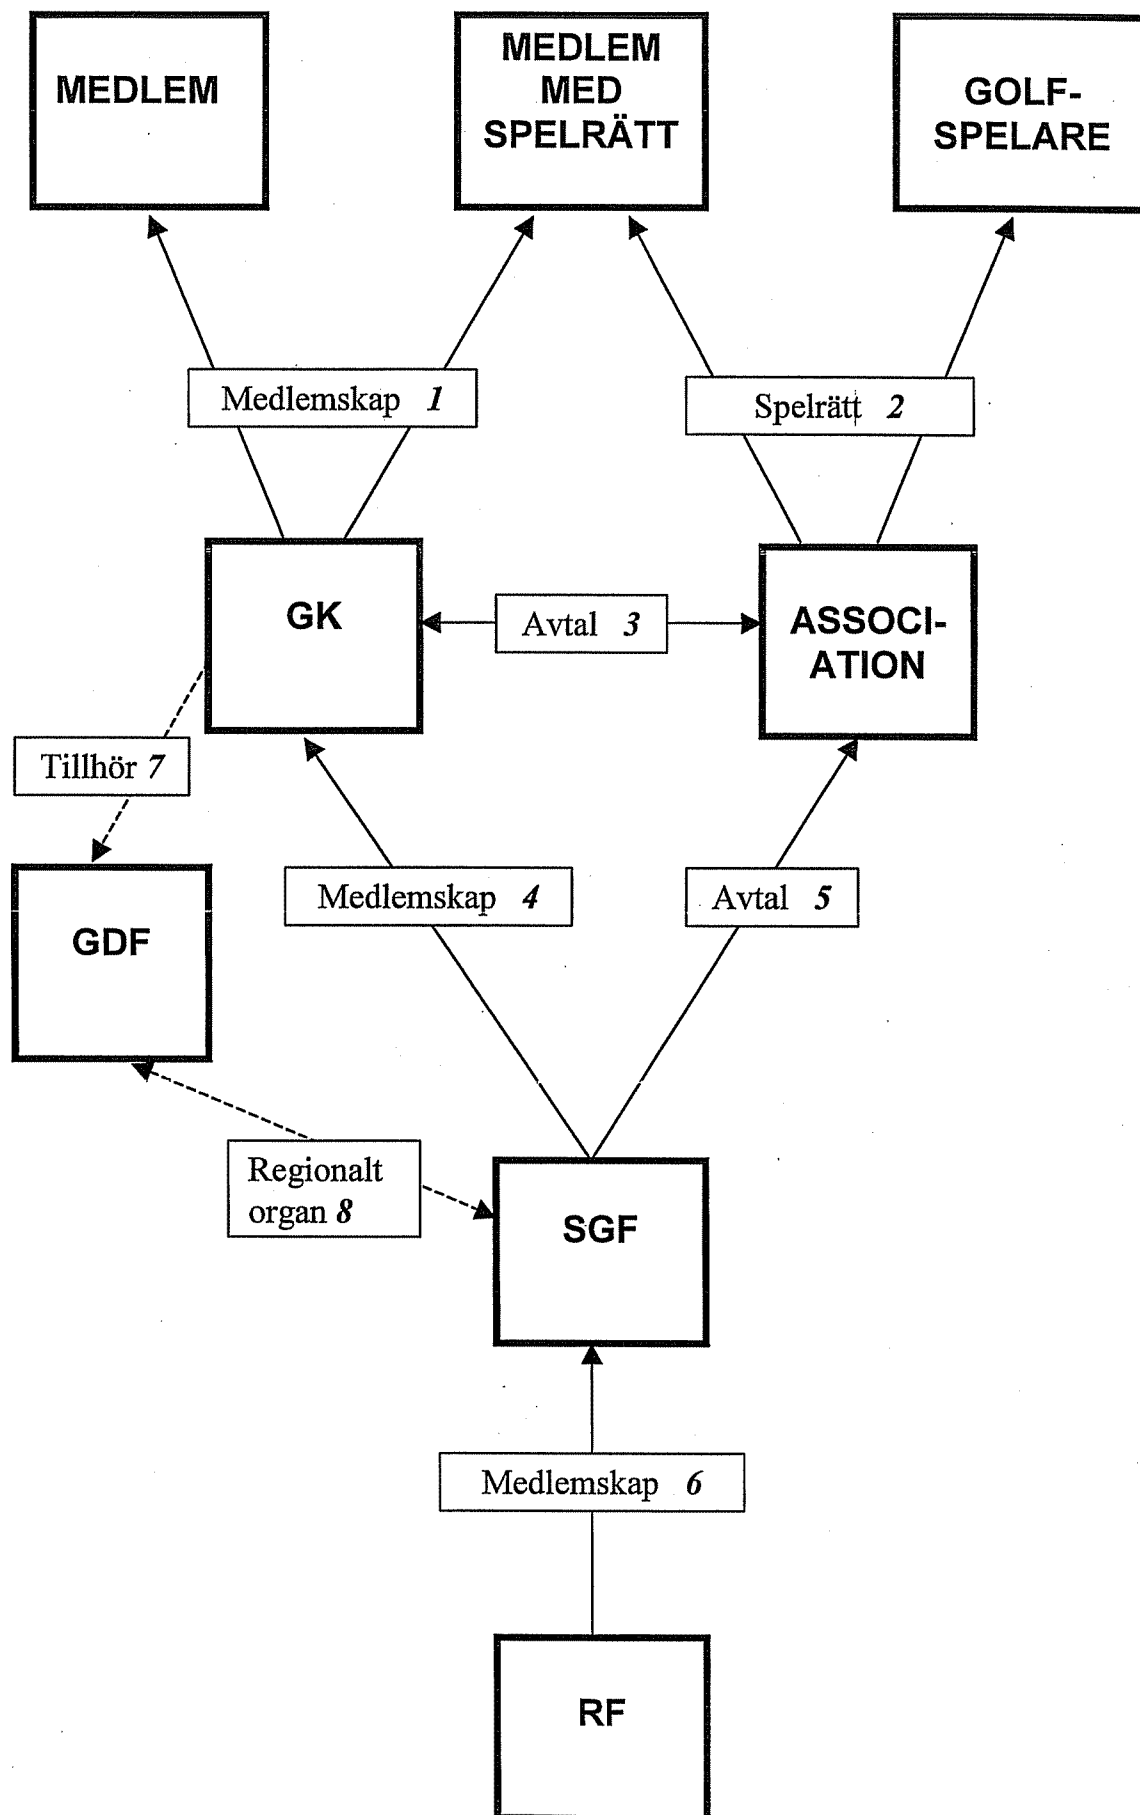 MEDLEM
MEDLEM
MED
SPELRÄTT
GOLF-
SPELARE
Medlemskap 1
Spelrätt 2
GK
Avtal 3
ASSOCI-
ATION
Tillhör 7
Medlemskap 4
Avtal 5
GDF
Regionalt
organ 8
SGF
Medlemskap 6
RF